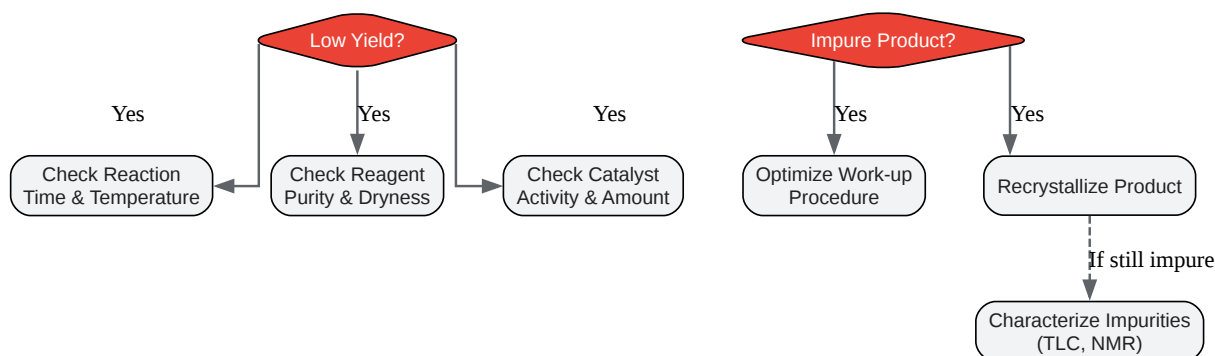 Low Yield?
Impure Product?
Yes
Yes
Yes
Yes
Yes
Check Reaction
Time & Temperature
Check Reagent
Purity & Dryness
Check Catalyst
Activity & Amount
Optimize Work-up
Procedure
Recrystallize Product
If still impure
Characterize Impurities
(TLC, NMR)